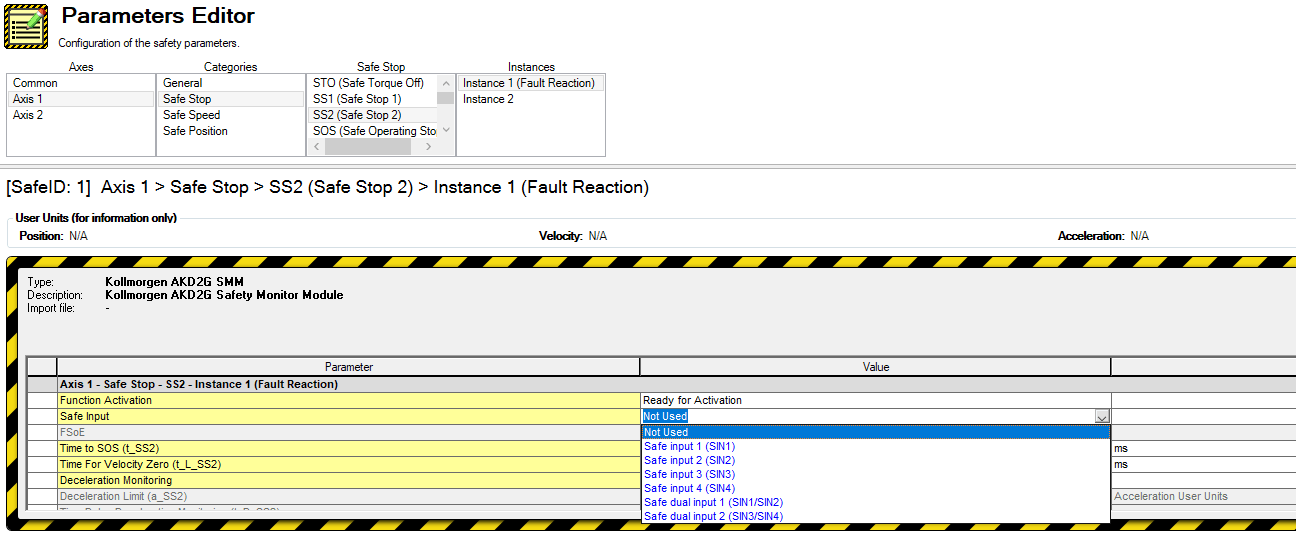 Parameters Editor
Configuration of the safety parameters.
Axes Categories Safe Stop Instances
Common General STO (Safe Torque Off) Instance 1 (Fault Reaction)
Axis 1 Safe Stop SS1 (Safe Stop 1) Instance 2
Axis 2 Safe Speed SS2 (Safe Stop 2)
Safe Position SOS (Safe Operating Sto
[SafeID: 1] Axis 1 > Safe Stop > SS2 (Safe Stop 2) > Instance 1 (Fault Reaction)
User Units (for information only)
Position: N/A Velocity: N/A Acceleration: N/A
Type: Kollmorgen AKD2G SMM
Description: Kollmorgen AKD2G Safety Monitor Module
Import file: -
Parameter Value
Axis 1 - Safe Stop - SS2 - Instance 1 (Fault Reaction)
Function Activation Ready for Activation
Safe Input Not Used
FSoE Not Used
Safe input 1 (SIN1)
Time to SOS (t_SS2) ms
Safe input 2 (SIN2)
Time For Velocity Zero (t_L_SS2) ms
Safe input 3 (SIN3)
Deceleration Monitoring
Safe input 4 (SIN4)
Deceleration Limit (a_SS2) Acceleration User Units
Safe dual input 1 (SIN1/SIN2)
Safe dual input 2 (SIN3/SIN4)